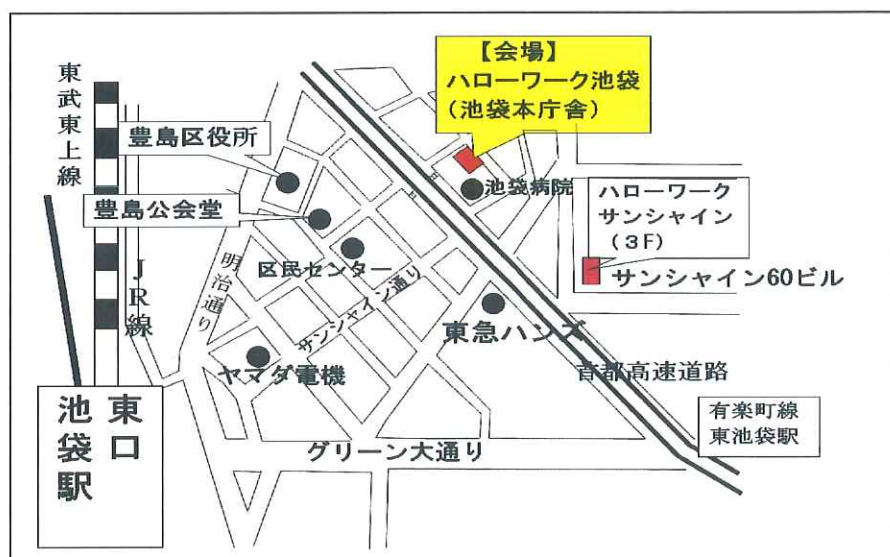 【会場】
ハローワーク池袋
(池袋本庁舎)
東武東上線
豊島区役所
池袋病院
ハローワーク
サンシャイン
(3F)
豊島公会堂
JR線
明治通り
区民センター
サンシャイン通り
サンシャイン60ビル
東急ハンズ
ヤマダ電機
首都高速道路
東口
池袋駅
有楽町線
東池袋駅
グリーン大通り